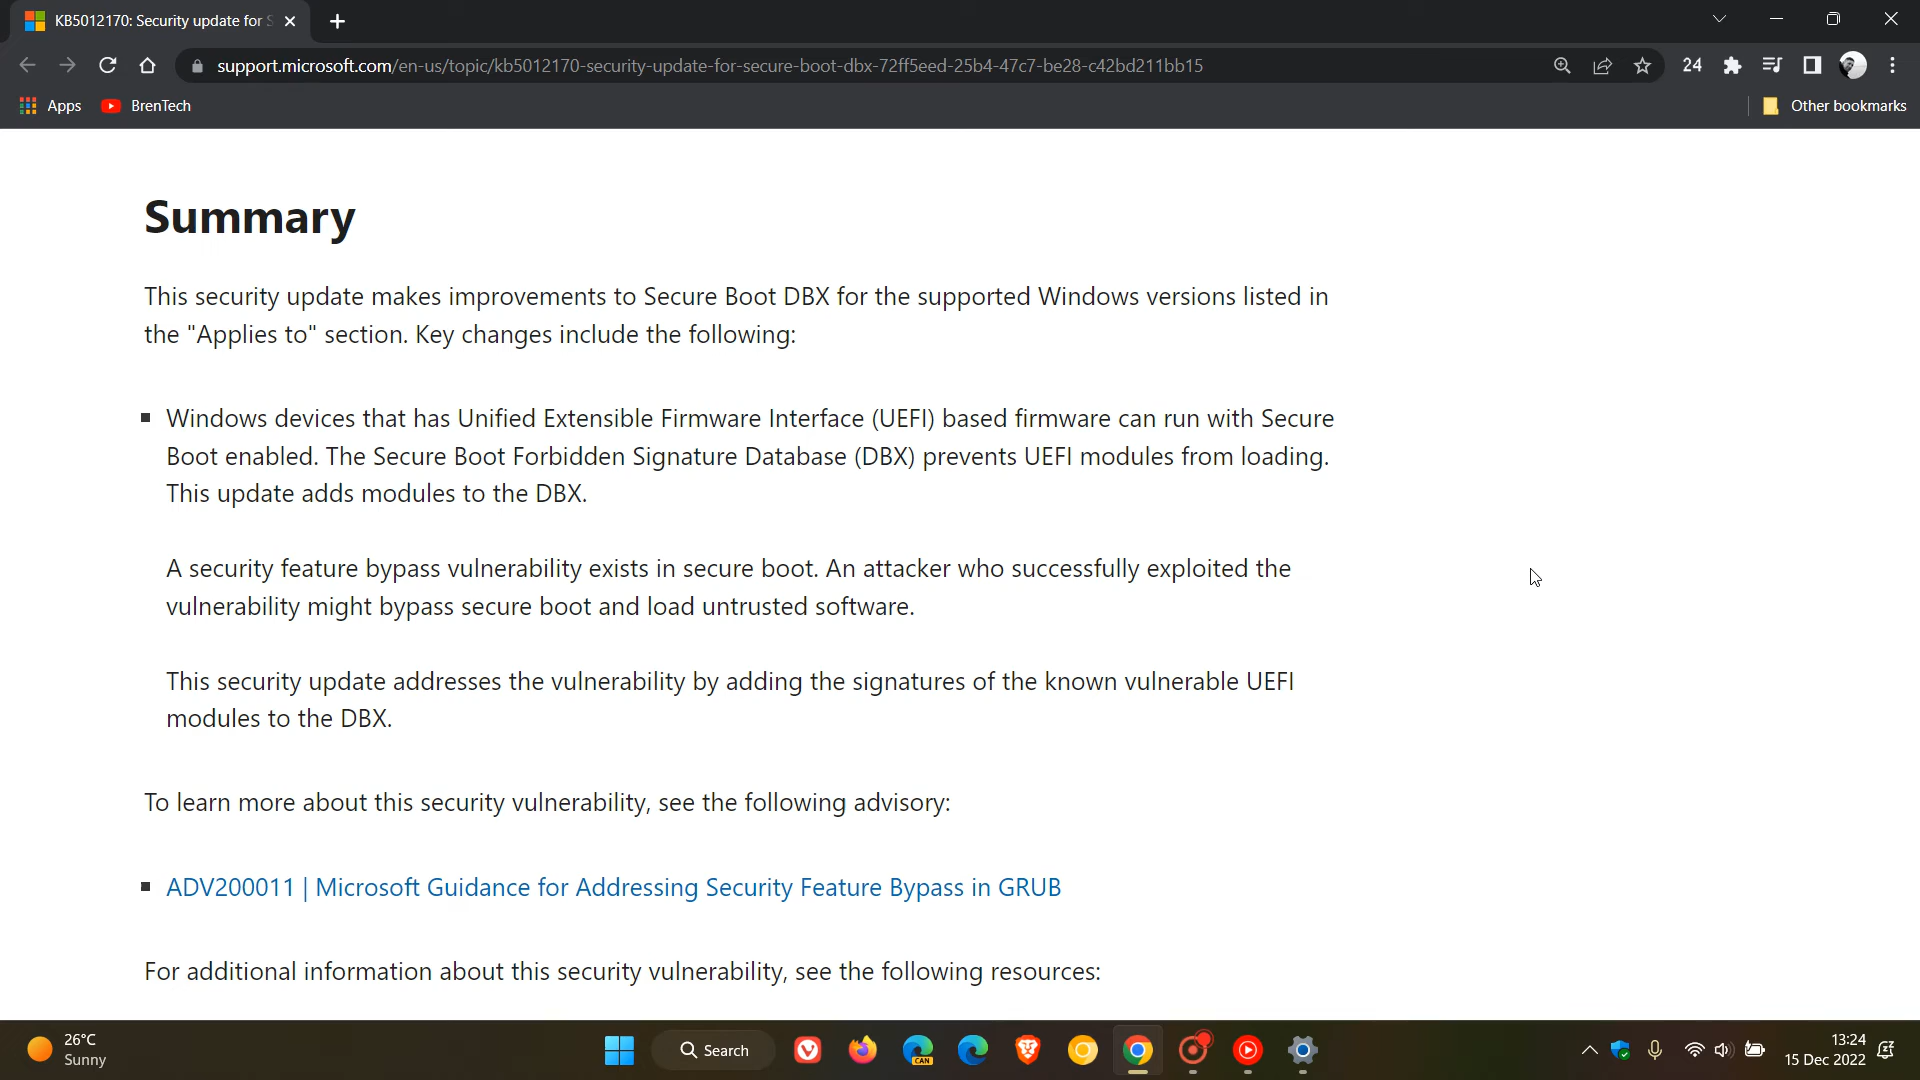 KB5012170: Security update for S
support.microsoft.com/en-us/topic/kb5012170-security-update-for-secure-boot-dbx-72ff5eed-25b4-47c7-be28-c42bd211bb15
24
Apps
BrenTech
Other bookmarks
Summary
This security update makes improvements to Secure Boot DBX for the supported Windows versions listed in
the "Applies to" section. Key changes include the following:
Windows devices that has Unified Extensible Firmware Interface (UEFI) based firmware can run with Secure
Boot enabled. The Secure Boot Forbidden Signature Database (DBX) prevents UEFI modules from loading.
This update adds modules to the DBX.
A security feature bypass vulnerability exists in secure boot. An attacker who successfully exploited the
vulnerability might bypass secure boot and load untrusted software.
This security update addresses the vulnerability by adding the signatures of the known vulnerable UEFI
modules to the DBX.
To learn more about this security vulnerability, see the following advisory:
ADV200011 | Microsoft Guidance for Addressing Security Feature Bypass in GRUB
For additional information about this security vulnerability, see the following resources:
26°C
Sunny
Search
CAN
13:24
15 Dec 2022